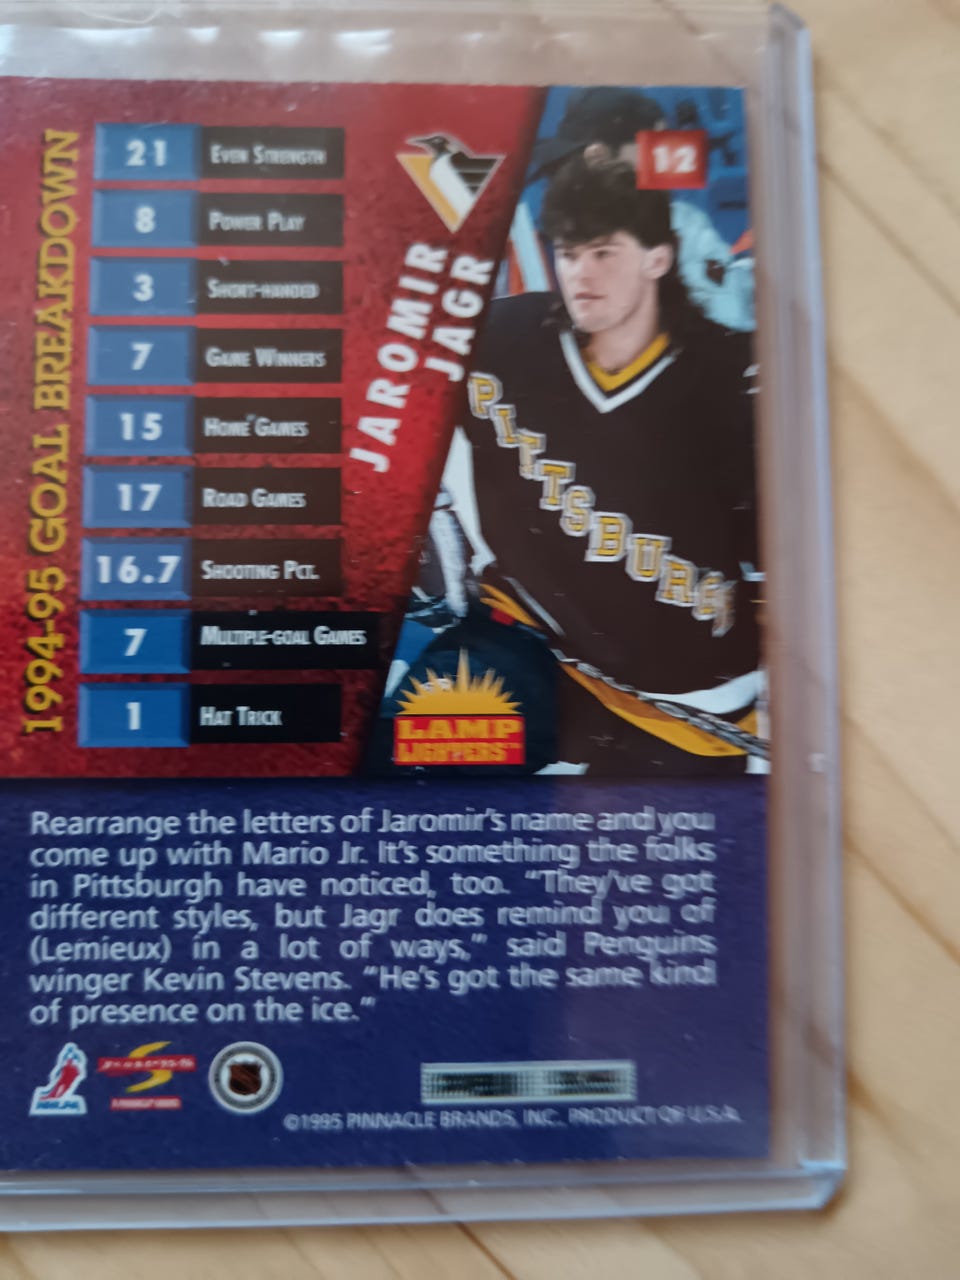 1994-95 GOAL BREAKDOWN
21 EVEN STRENGTH
8 POWER PLAY
3 SHORT-HANDED
7 GAME WINNERS
15 HOME GAMES
17 ROAD GAMES
16.7 SHOOTING PCT.
7 MULTIPLE-GOAL GAMES
1 HAT TRICK
JAROMIR
JAGR
12
PITTSBURGH
LAMP
LIGHTERS™
Rearrange the letters of Jaromir's name and you
come up with Mario Jr. It's something the folks
in Pittsburgh have noticed, too. "They've got
different styles, but Jagr does remind you of
(Lemieux) in a lot of ways," said Penguins
winger Kevin Stevens. "He's got the same kind
of presence on the ice."
NHLPA
©1995 PINNACLE BRANDS, INC. PRODUCT OF U.S.A.